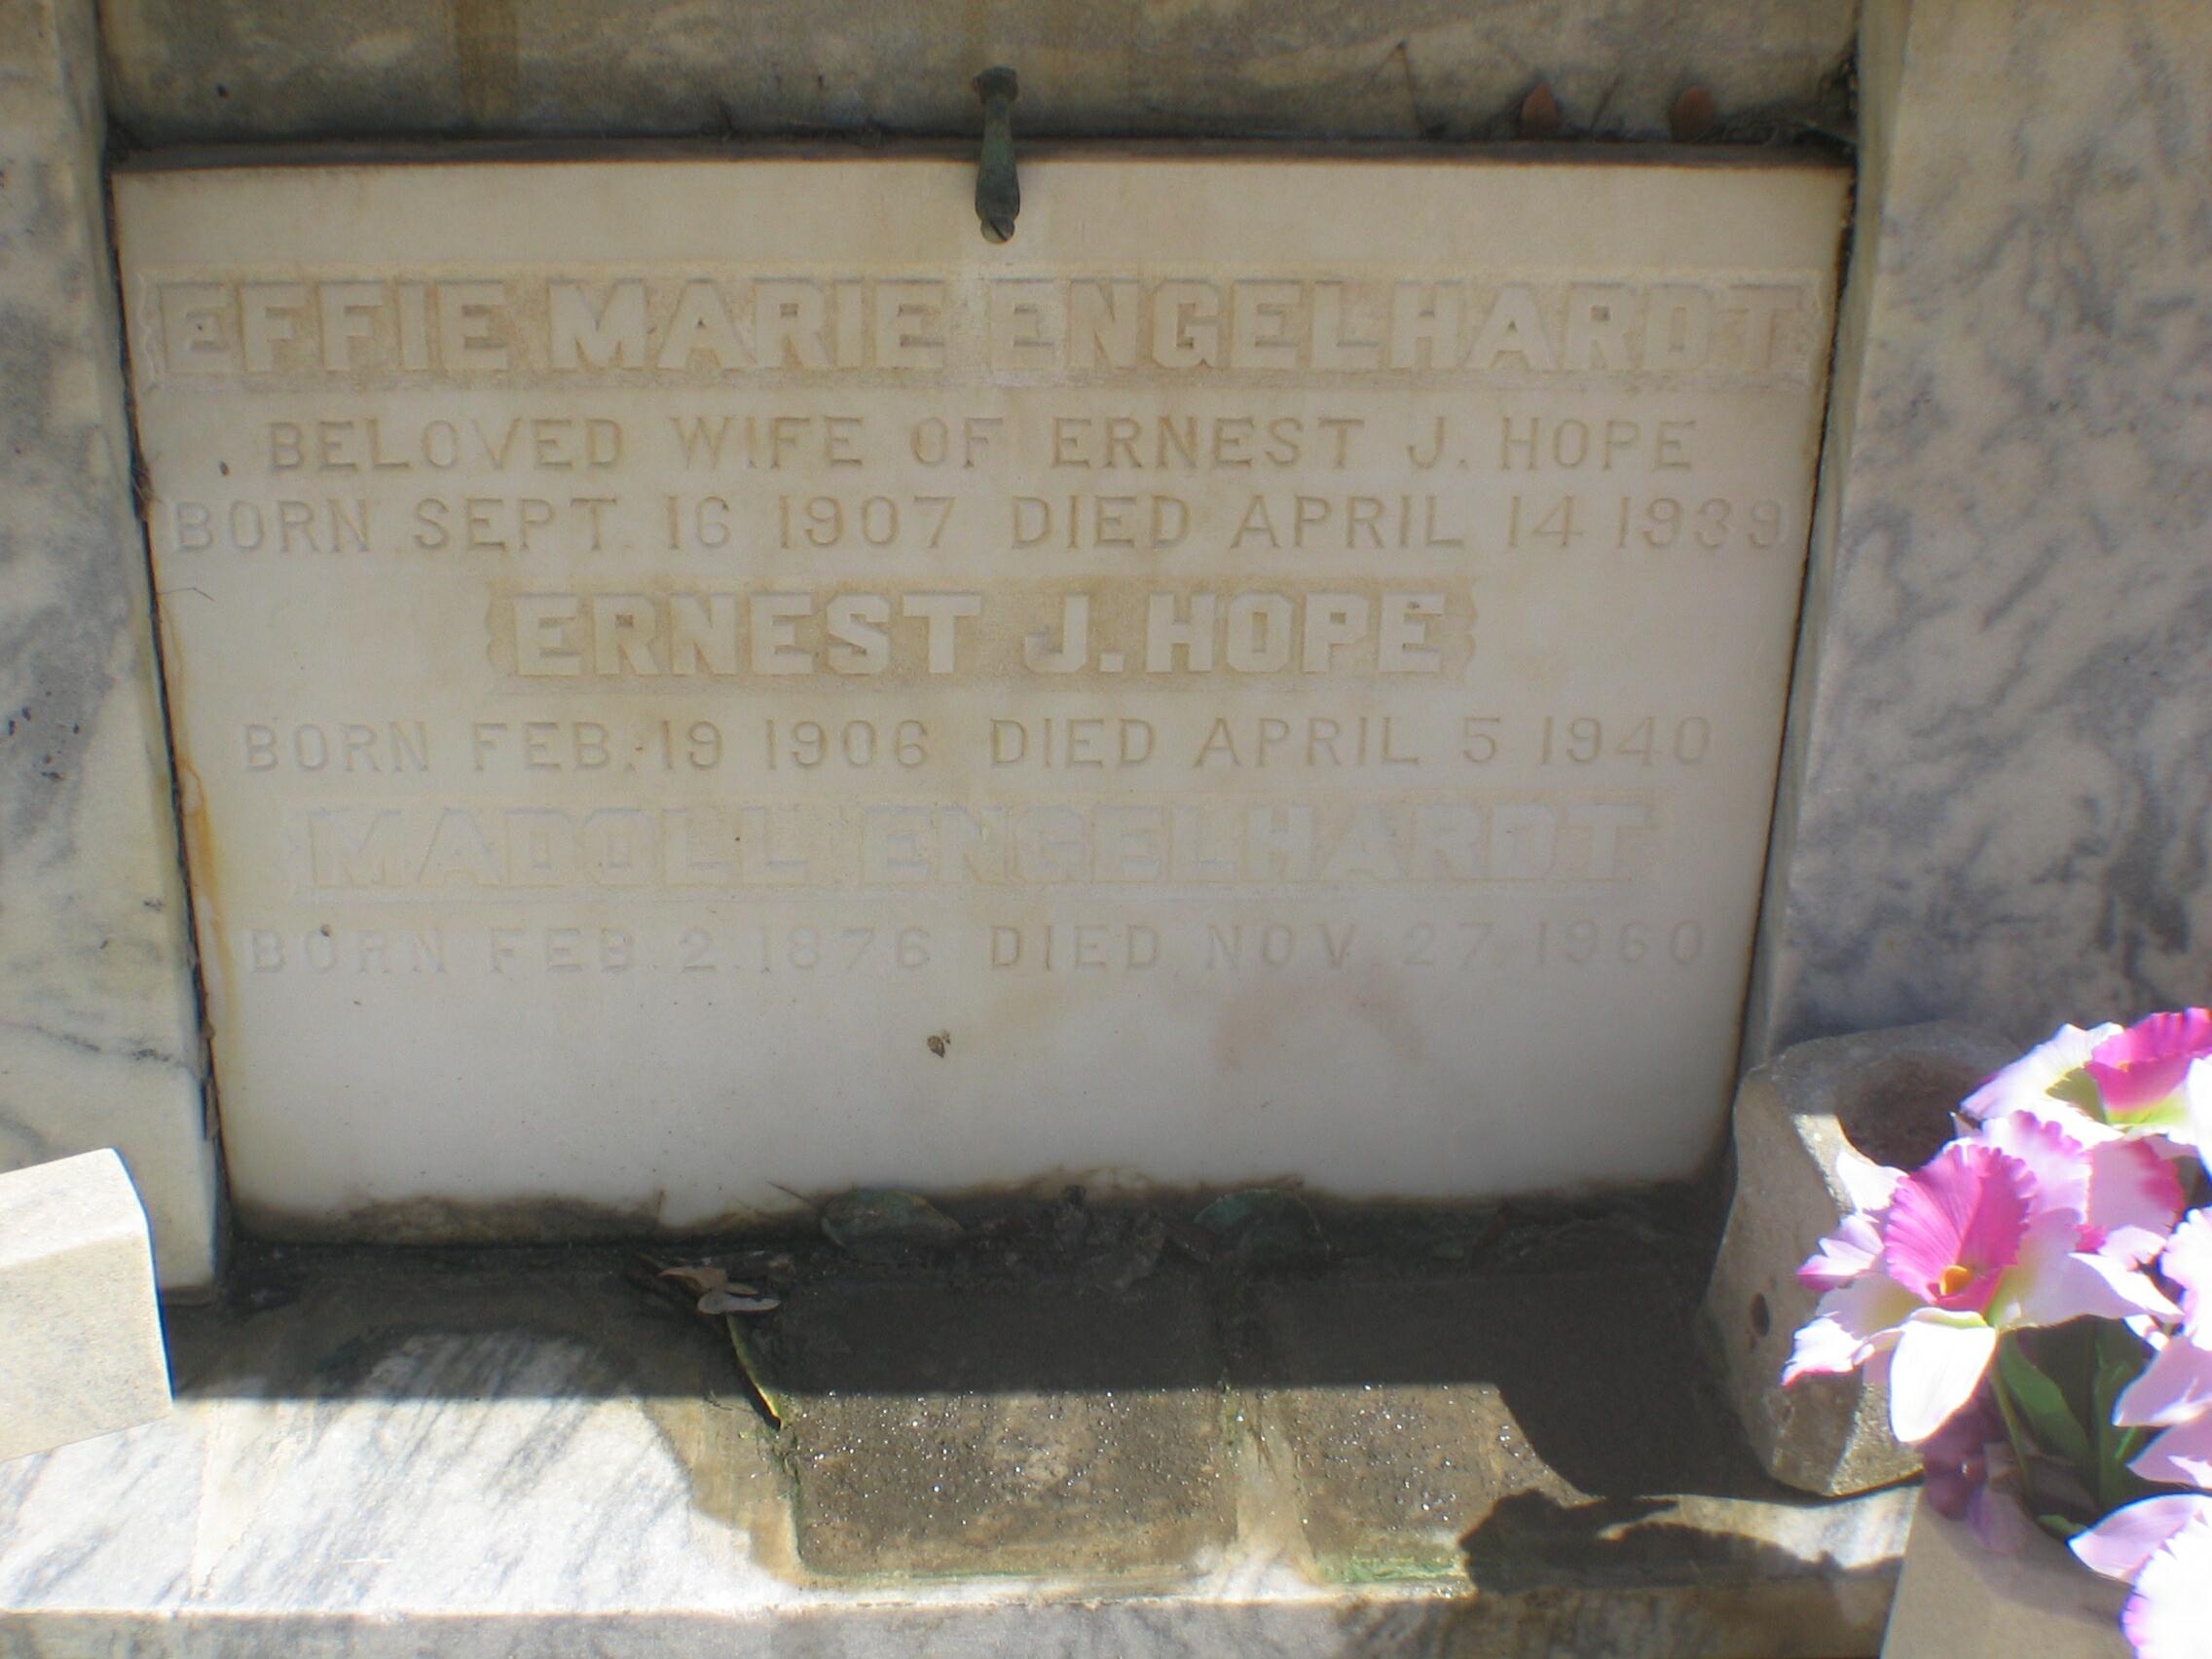 EFFIE MARIE ENGELHARDT
BELOVED WIFE OF ERNEST J. HOPE
BORN SEPT. 16 1907 DIED APRIL 14 1939
ERNEST J. HOPE
BORN FEB. 19 1906 DIED APRIL 5 1940
MADOLL ENGELHARDT
BORN FEB. 2. 1876 DIED NOV. 27. 1960